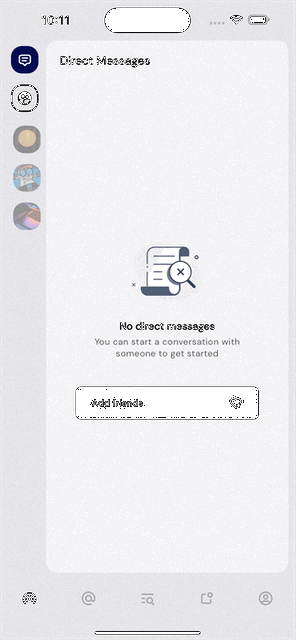 10:11
Direct Messages
No direct messages
You can start a conversation with
someone to get started
Add friends